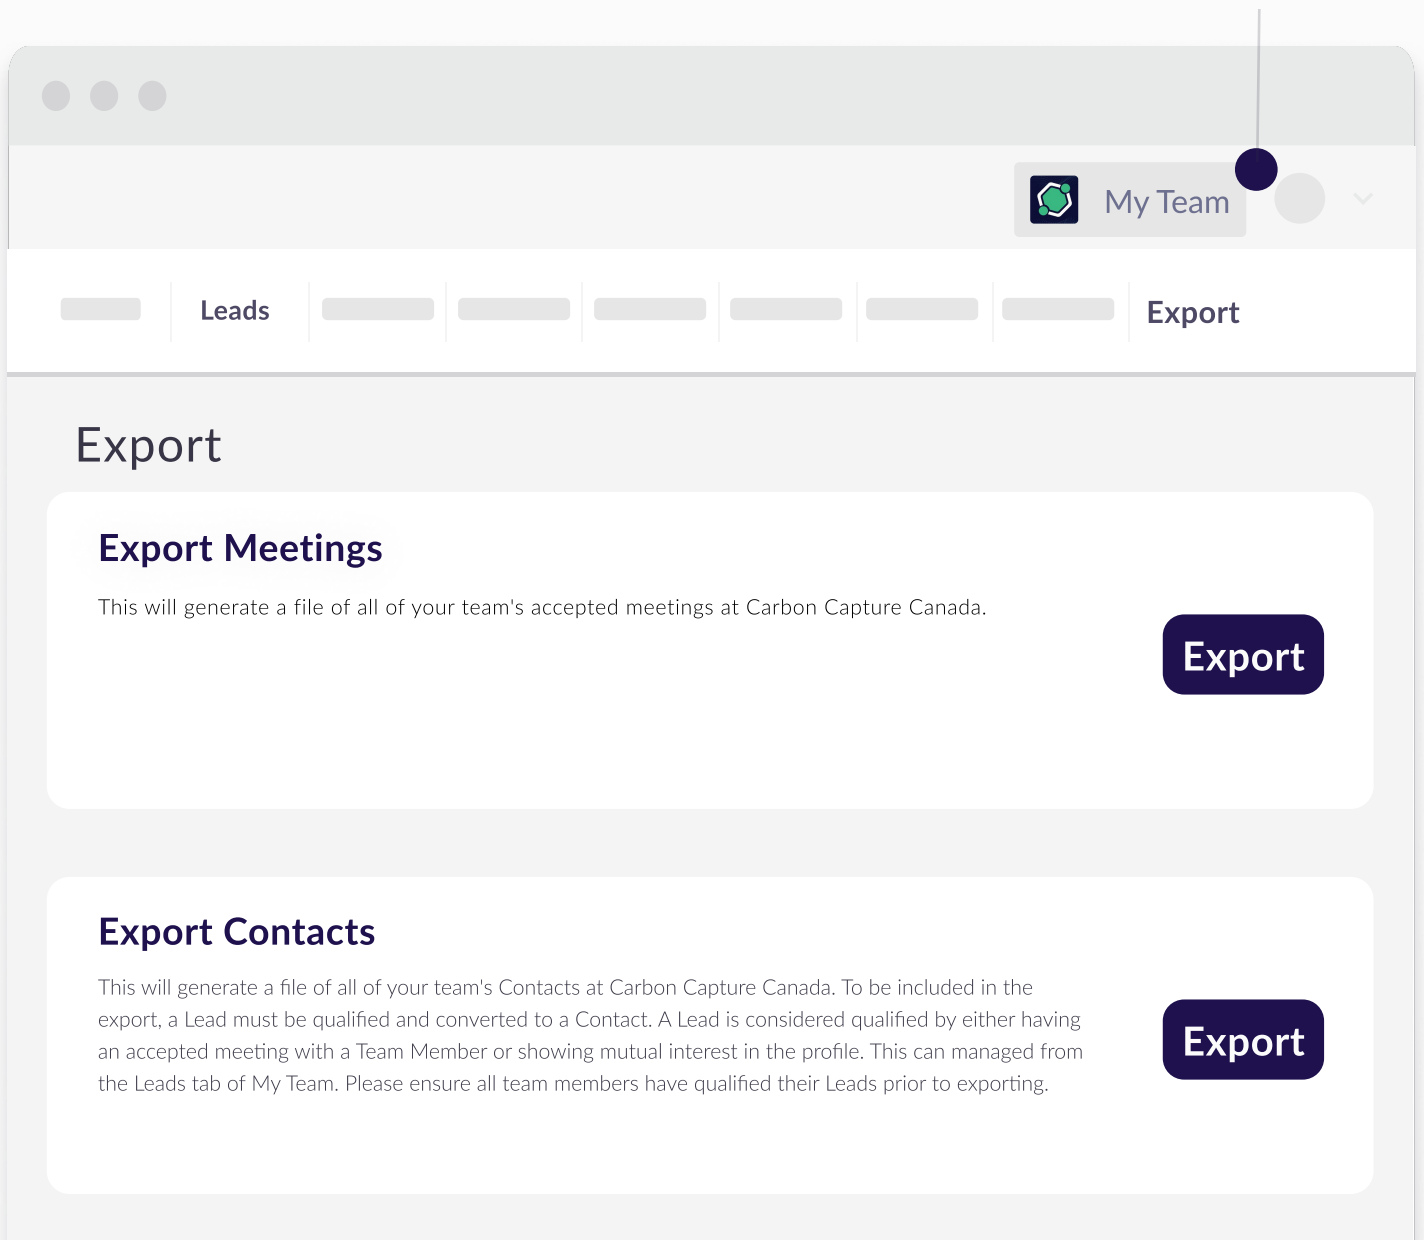 My Team
Leads
Export
Export
Export Meetings
This will generate a file of all of your team's accepted meetings at Carbon Capture Canada.
Export
Export Contacts
This will generate a file of all of your team's Contacts at Carbon Capture Canada. To be included in the
export, a Lead must be qualified and converted to a Contact. A Lead is considered qualified by either having
an accepted meeting with a Team Member or showing mutual interest in the profile. This can managed from
the Leads tab of My Team. Please ensure all team members have qualified their Leads prior to exporting.
Export